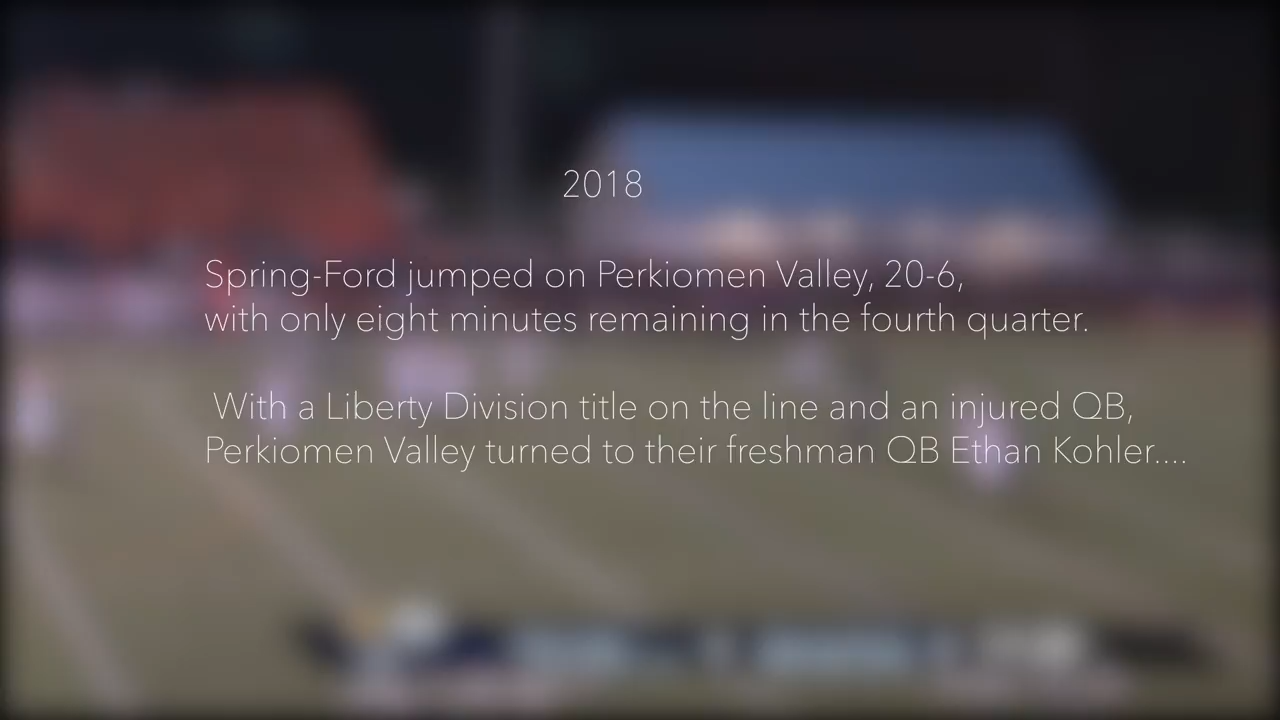 2018
Spring-Ford jumped on Perkiomen Valley, 20-6,
with only eight minutes remaining in the fourth quarter.
With a Liberty Division title on the line and an injured QB,
Perkiomen Valley turned to their freshman QB Ethan Kohler....